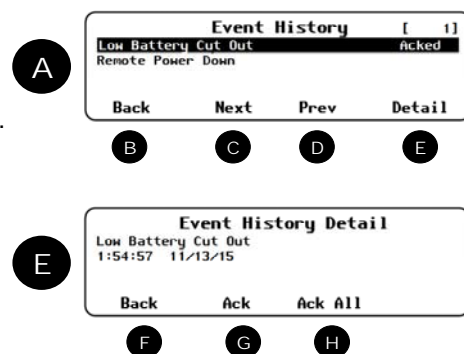 Event History [ 1]
Low Battery Cut Out Acked
Remote Power Down
A
Back Next Prev Detail
.
B C D E
Event History Detail
Low Battery Cut Out
1:54:57 11/13/15
E
Back Ack Ack All
F G H